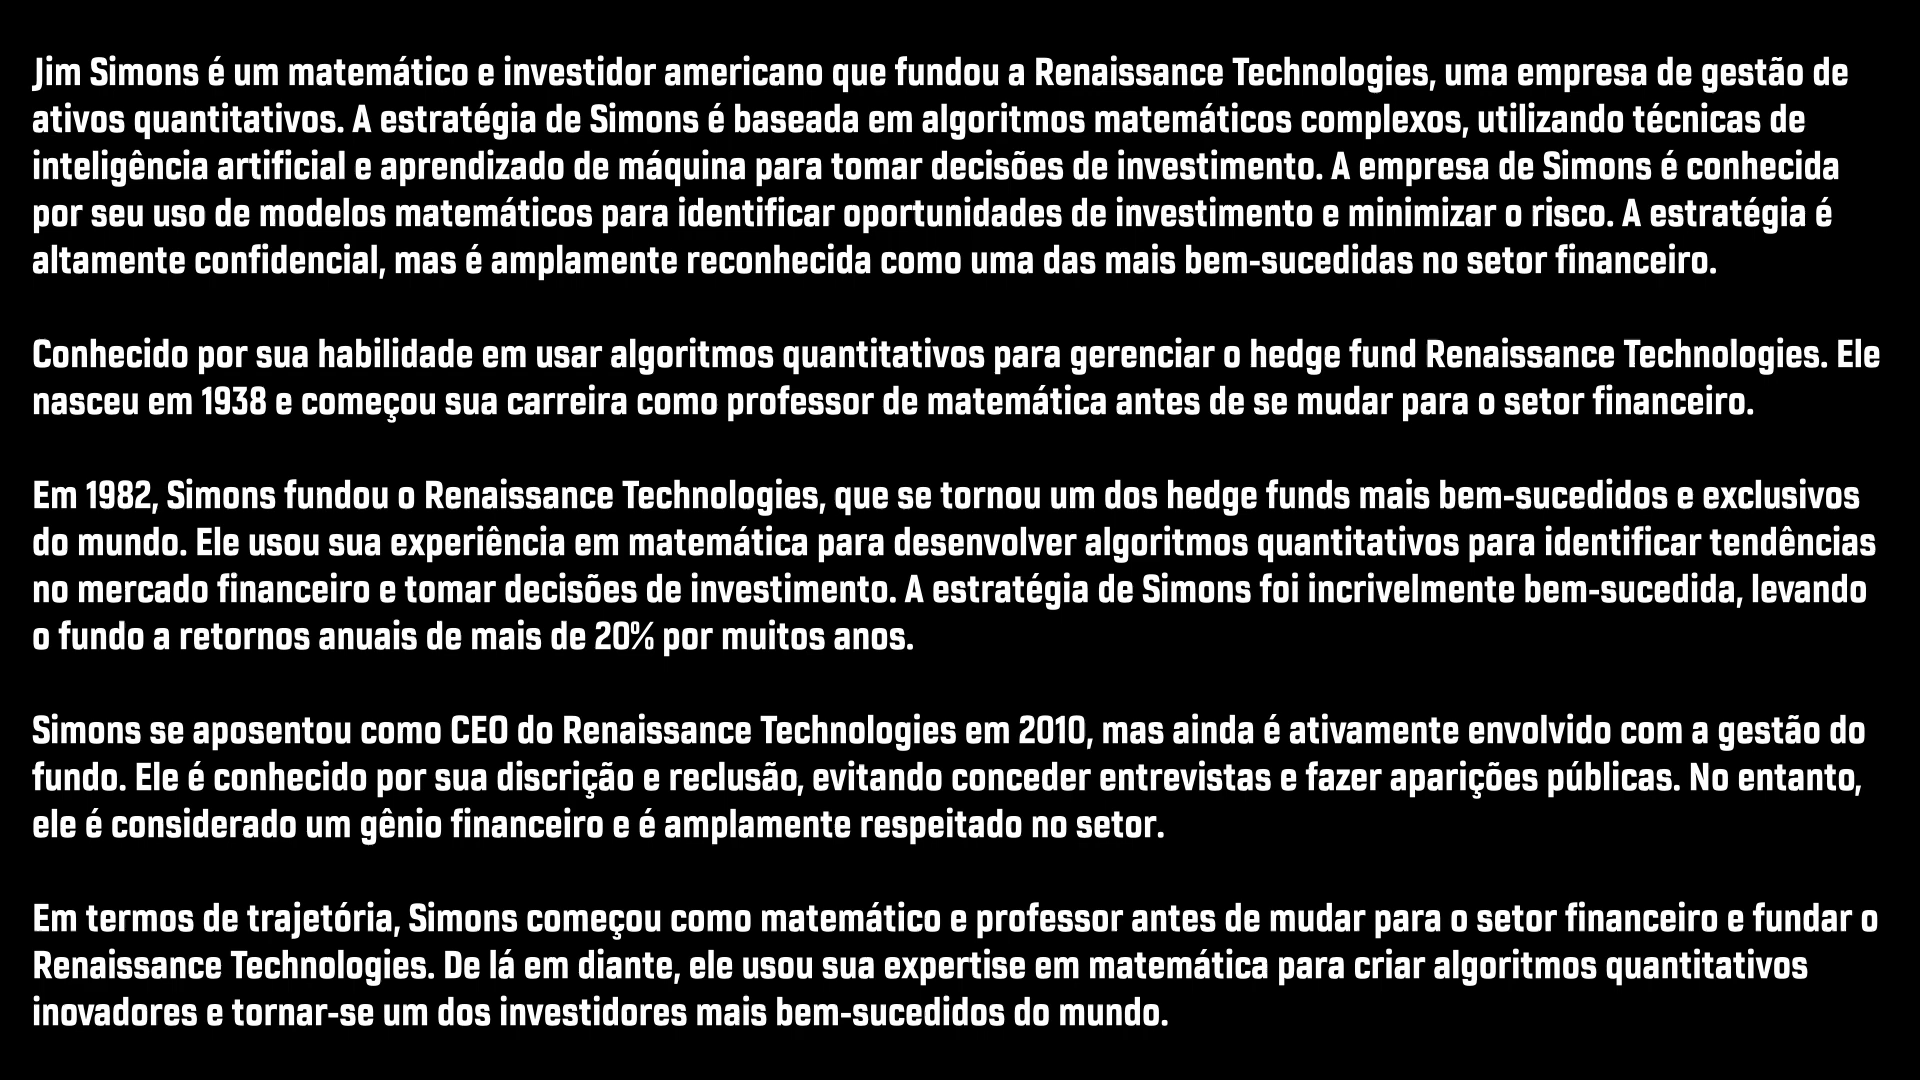 Jim Simons é um matemático e investidor americano que fundou a Renaissance Technologies, uma empresa de gestão de
ativos quantitativos. A estratégia de Simons é baseada em algoritmos matemáticos complexos, utilizando técnicas de
inteligência artificial e aprendizado de máquina para tomar decisões de investimento. A empresa de Simons é conhecida
por seu uso de modelos matemáticos para identificar oportunidades de investimento e minimizar o risco. A estratégia é
altamente confidencial, mas é amplamente reconhecida como uma das mais bem-sucedidas no setor financeiro.
Conhecido por sua habilidade em usar algoritmos quantitativos para gerenciar o hedge fund Renaissance Technologies. Ele
nasceu em 1938 e começou sua carreira como professor de matemática antes de se mudar para o setor financeiro.
Em 1982, Simons fundou o Renaissance Technologies, que se tornou um dos hedge funds mais bem-sucedidos e exclusivos
do mundo. Ele usou sua experiência em matemática para desenvolver algoritmos quantitativos para identificar tendências
no mercado financeiro e tomar decisões de investimento. A estratégia de Simons foi incrivelmente bem-sucedida, levando
o fundo a retornos anuais de mais de 20% por muitos anos.
Simons se aposentou como CEO do Renaissance Technologies em 2010, mas ainda é ativamente envolvido com a gestão do
fundo. Ele é conhecido por sua discrição e reclusão, evitando conceder entrevistas e fazer aparições públicas. No entanto,
ele é considerado um gênio financeiro e é amplamente respeitado no setor.
Em termos de trajetória, Simons começou como matemático e professor antes de mudar para o setor financeiro e fundar o
Renaissance Technologies. De lá em diante, ele usou sua expertise em matemática para criar algoritmos quantitativos
inovadores e tornar-se um dos investidores mais bem-sucedidos do mundo.